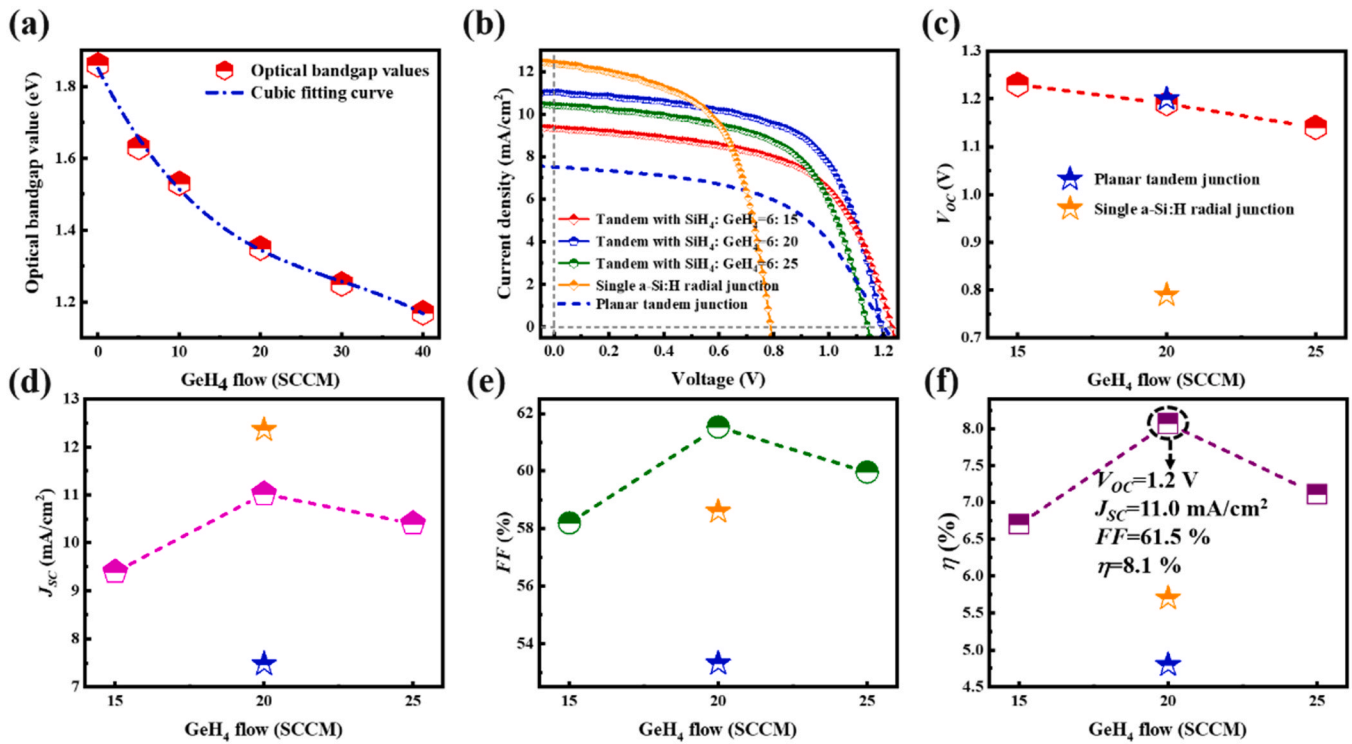 (a)
Optical bandgap value (eV)
1.8
1.6
1.4
1.2
0
10
20
30
40
GeH4 flow (SCCM)
Optical bandgap values
Cubic fitting curve
(b)
Current density (mA/cm²)
12
10
8
6
4
2
0
0.0
0.2
0.4
0.6
0.8
1.0
1.2
Voltage (V)
Tandem with SiH₄: GeH₄=6: 15
Tandem with SiH₄: GeH₄=6: 20
Tandem with SiH₄: GeH₄=6: 25
Single a-Si:H radial junction
Planar tandem junction
(c)
V_OC (V)
1.3
1.2
1.1
1.0
0.9
0.8
0.7
15
20
25
GeH₄ flow (SCCM)
Planar tandem junction
Single a-Si:H radial junction
(d)
J_SC (mA/cm²)
13
12
11
10
9
8
7
15
20
25
GeH₄ flow (SCCM)
(e)
FF (%)
62
60
58
56
54
15
20
25
GeH₄ flow (SCCM)
(f)
η (%)
8.0
7.5
7.0
6.5
6.0
5.5
5.0
4.5
15
20
25
GeH₄ flow (SCCM)
V_OC=1.2 V
J_SC=11.0 mA/cm²
FF=61.5 %
η=8.1 %